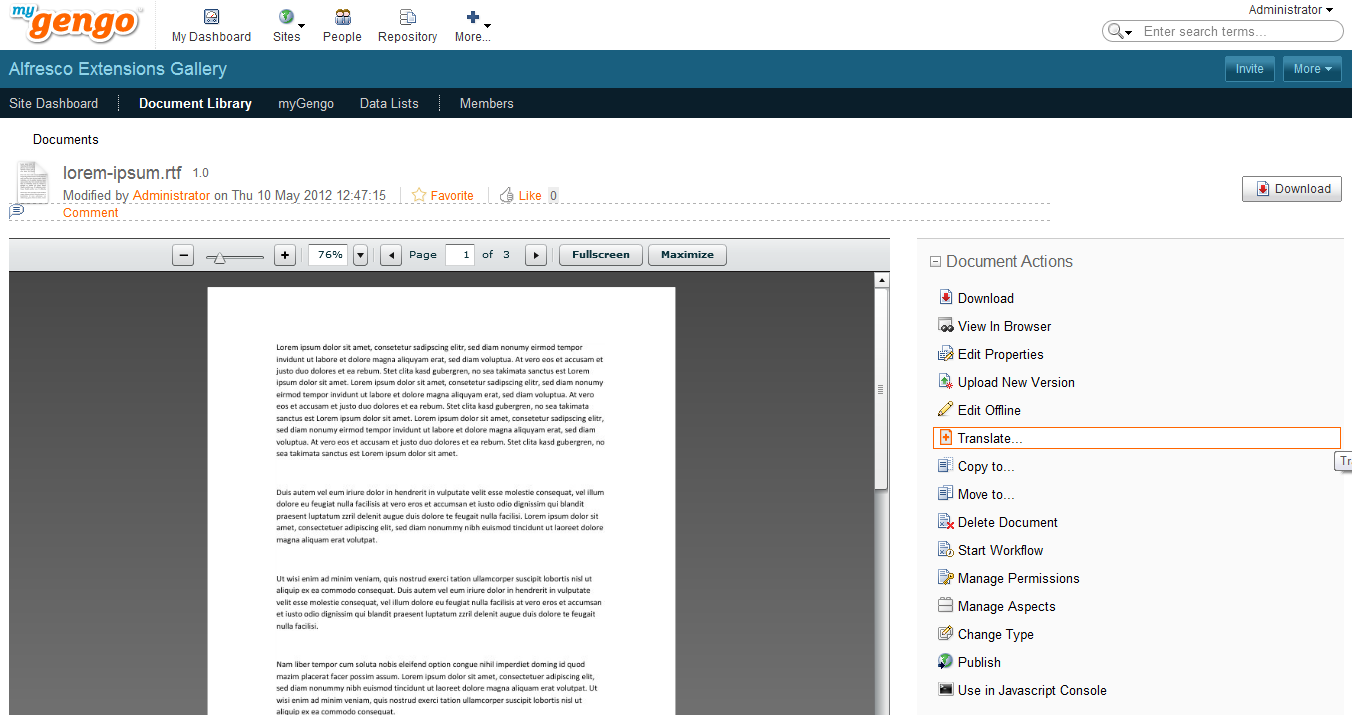 my
gengo
My Dashboard
Sites
People
Repository
More...
Administrator
Enter search terms...
Alfresco Extensions Gallery
Invite
More
Site Dashboard
Document Library
myGengo
Data Lists
Members
Documents
lorem-ipsum.rtf 1.0
Modified by Administrator on Thu 10 May 2012 12:47:15
Favorite
Like 0
Comment
Download
76%
Page 1 of 3
Fullscreen
Maximize
Lorem ipsum dolor sit amet, consetetur sadipscing elitr, sed diam nonumy eirmod tempor
invidunt ut labore et dolore magna aliquyam erat, sed diam voluptua. At vero eos et accusam et
justo duo dolores et ea rebum. Stet clita kasd gubergren, no sea takimata sanctus est Lorem
ipsum dolor sit amet. Lorem ipsum dolor sit amet, consetetur sadipscing elitr, sed diam nonumy
eirmod tempor invidunt ut labore et dolore magna aliquyam erat, sed diam voluptua. At vero
eos et accusam et justo duo dolores et ea rebum. Stet clita kasd gubergren, no sea takimata
sanctus est Lorem ipsum dolor sit amet. Lorem ipsum dolor sit amet, consetetur sadipscing elitr,
sed diam nonumy eirmod tempor invidunt ut labore et dolore magna aliquyam erat, sed diam
voluptua. At vero eos et accusam et justo duo dolores et ea rebum. Stet clita kasd gubergren, no
sea takimata sanctus est Lorem ipsum dolor sit amet.
Duis autem vel eum iriure dolor in hendrerit in vulputate velit esse molestie consequat, vel illum
dolore eu feugiat nulla facilisis at vero eros et accumsan et iusto odio dignissim qui blandit
praesent luptatum zzril delenit augue duis dolore te feugait nulla facilisi. Lorem ipsum dolor sit
amet, consectetuer adipiscing elit, sed diam nonummy nibh euismod tincidunt ut laoreet dolore
magna aliquam erat volutpat.
Ut wisi enim ad minim veniam, quis nostrud exerci tation ullamcorper suscipit lobortis nisl ut
aliquip ex ea commodo consequat. Duis autem vel eum iriure dolor in hendrerit in vulputate
velit esse molestie consequat, vel illum dolore eu feugiat nulla facilisis at vero eros et accumsan
et iusto odio dignissim qui blandit praesent luptatum zzril delenit augue duis dolore te feugait
nulla facilisi.
Nam liber tempor cum soluta nobis eleifend option congue nihil imperdiet doming id quod
mazim placerat facer possim assum. Lorem ipsum dolor sit amet, consectetuer adipiscing elit,
sed diam nonummy nibh euismod tincidunt ut laoreet dolore magna aliquam erat volutpat. Ut
wisi enim ad minim veniam, quis nostrud exerci tation ullamcorper suscipit lobortis nisl ut
aliquip ex ea commodo consequat.
Document Actions
Download
View In Browser
Edit Properties
Upload New Version
Edit Offline
Translate...
Tr
Copy to...
Move to...
Delete Document
Start Workflow
Manage Permissions
Manage Aspects
Change Type
Publish
Use in Javascript Console